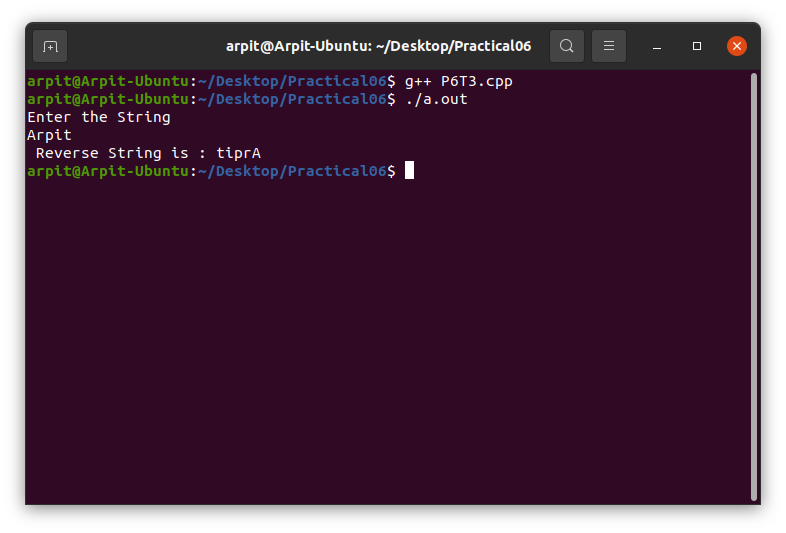 arpit@Arpit-Ubuntu: ~/Desktop/Practical06
arpit@Arpit-Ubuntu:~/Desktop/Practical06$ g++ P6T3.cpp
arpit@Arpit-Ubuntu:~/Desktop/Practical06$ ./a.out
Enter the String
Arpit
 Reverse String is : tiprA
arpit@Arpit-Ubuntu:~/Desktop/Practical06$